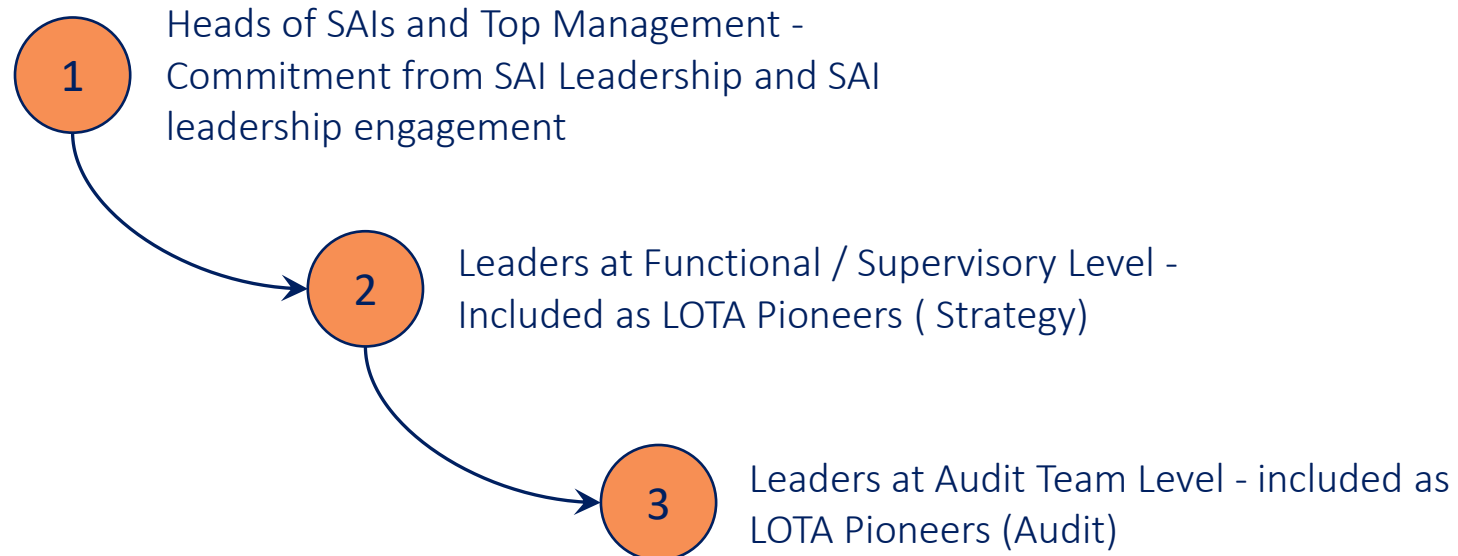 1
Heads of SAIs and Top Management -
Commitment from SAI Leadership and SAI
leadership engagement
2
Leaders at Functional / Supervisory Level -
Included as LOTA Pioneers ( Strategy)
3
Leaders at Audit Team Level - included as
LOTA Pioneers (Audit)